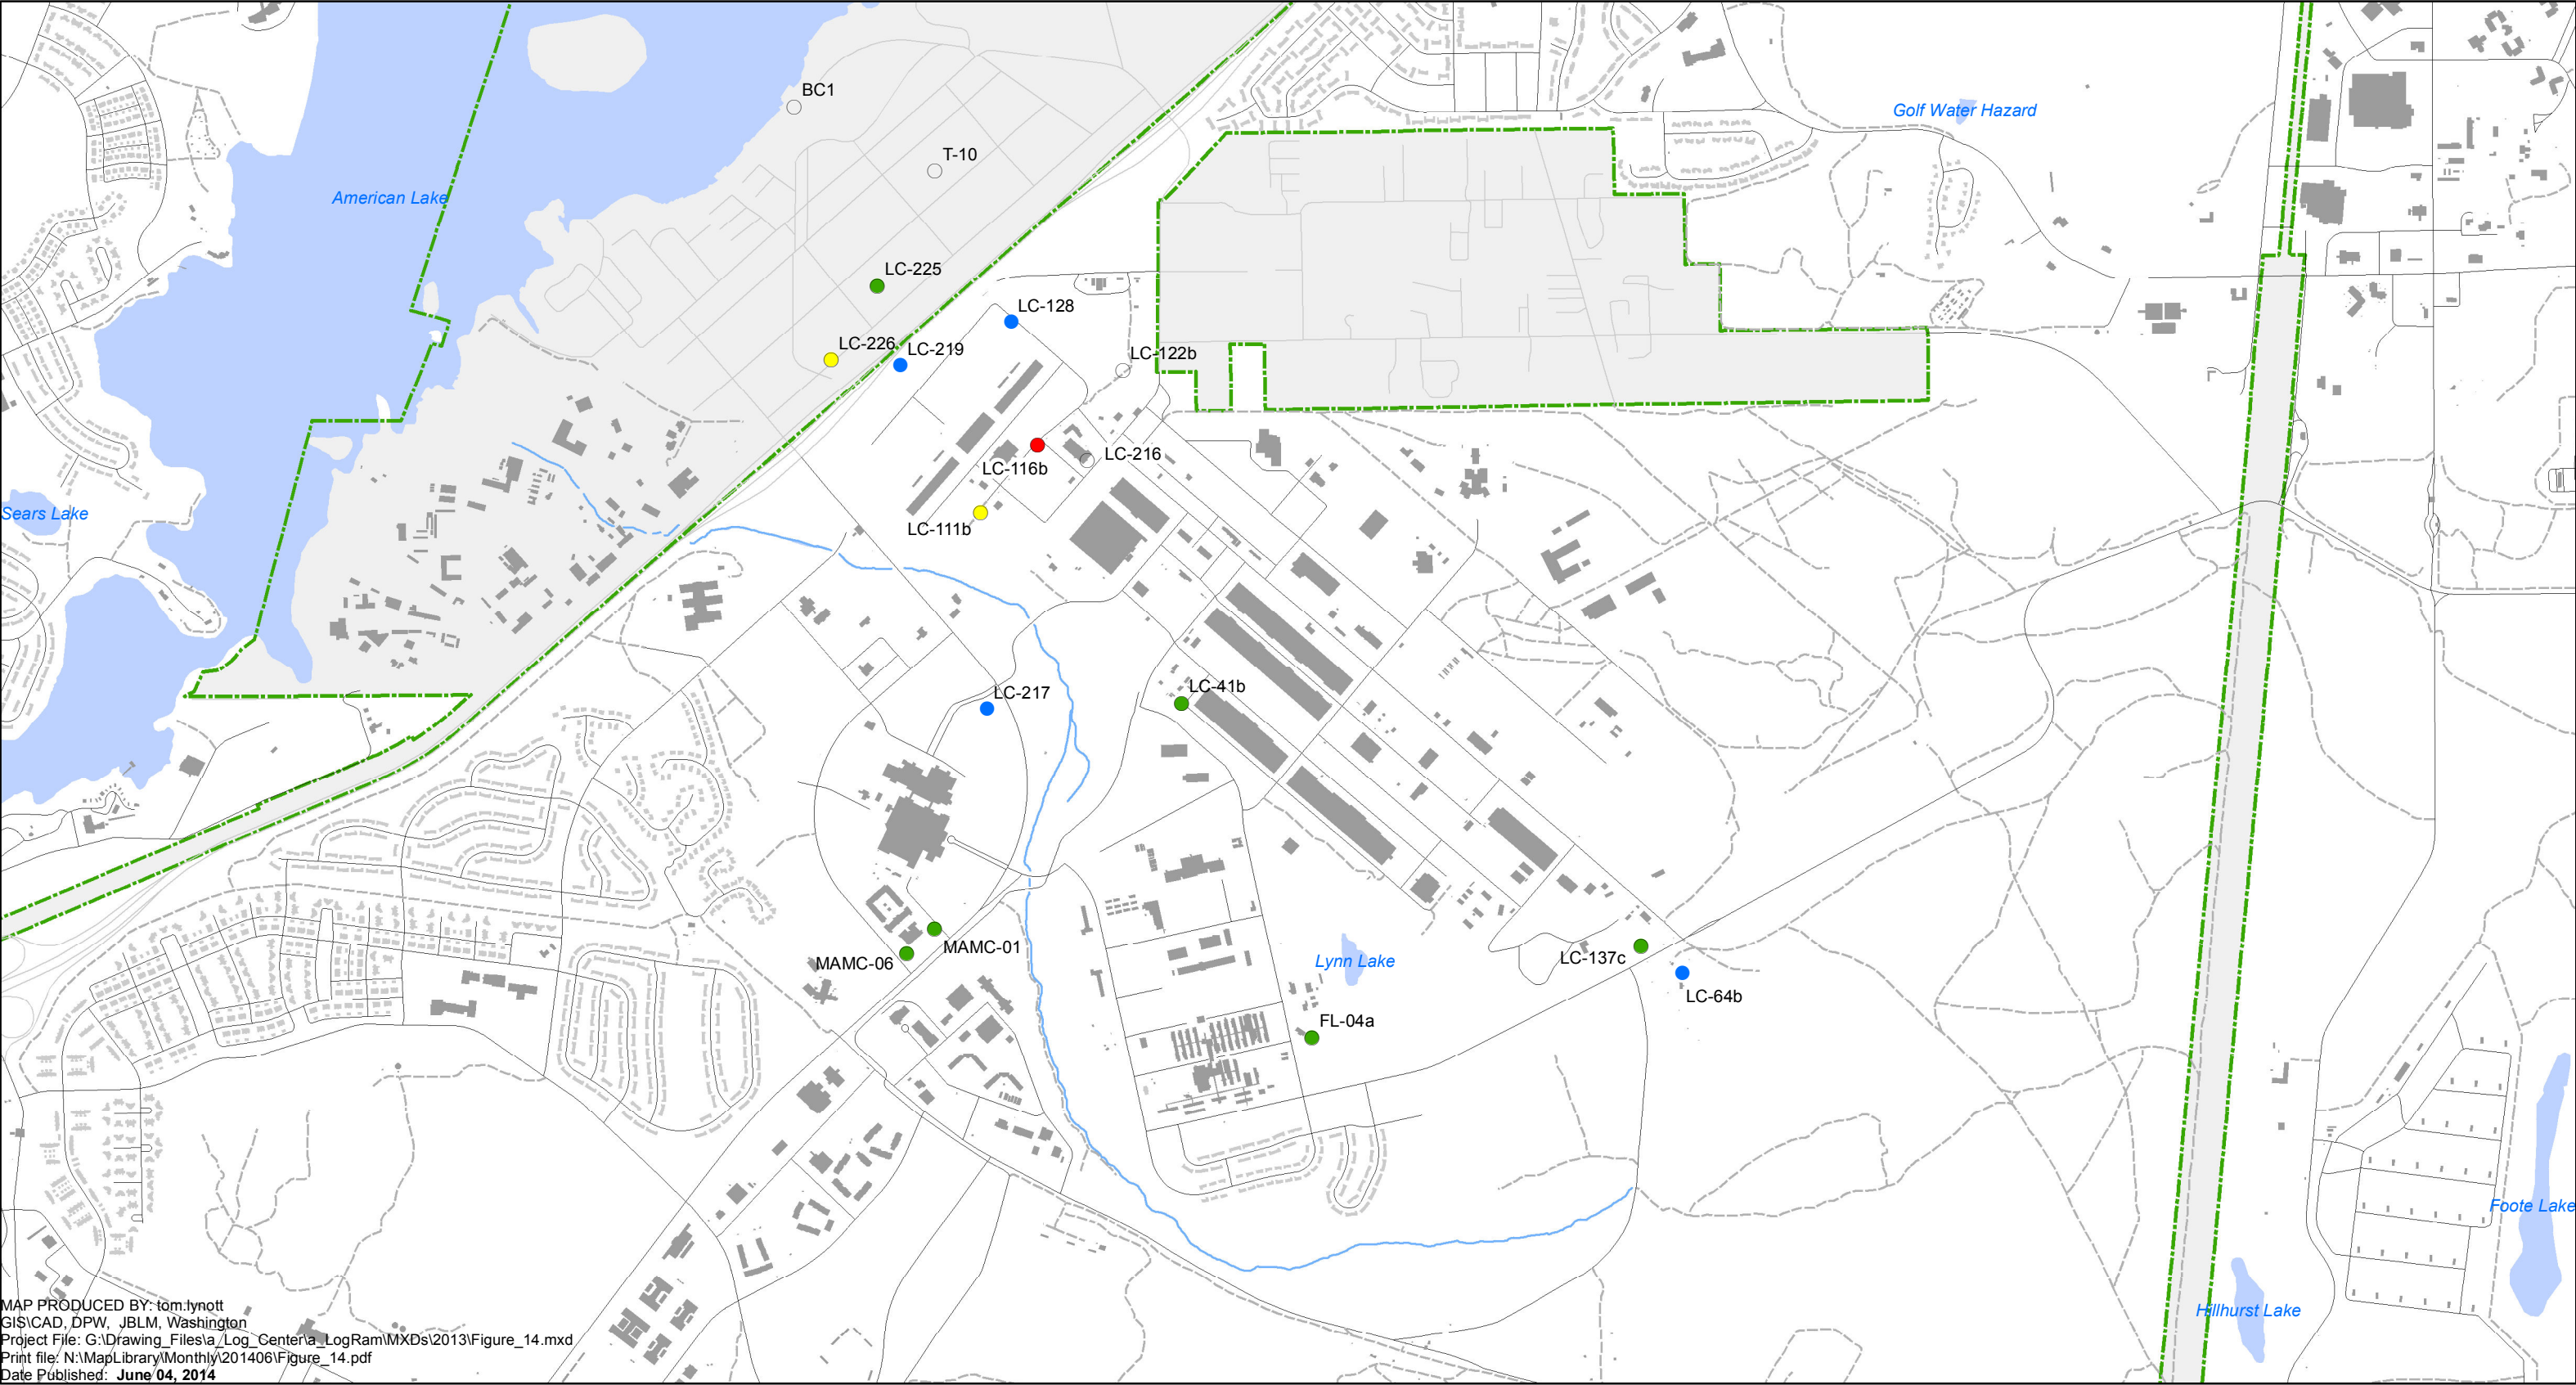 BC1
Golf Water Hazard
T-10
American Lake
LC-225
LC-128
LC-226
LC-219
LC-122b
LC-216
LC-116b
Sears Lake
LC-111b
LC-41b
LC-217
MAMC-01
MAMC-06
Lynn Lake
LC-137c
LC-64b
FL-04a
Foote Lake
Hillhurst Lake
MAP PRODUCED BY: tom.lynott
GIS\CAD, DPW, JBLM, Washington
Project File: G:\Drawing_Files\a_Log_Center\a_LogRam\MXDs\2013\Figure_14.mxd
Print file: N:\MapLibrary\Monthly\201406\Figure_14.pdf
Date Published: June 04, 2014